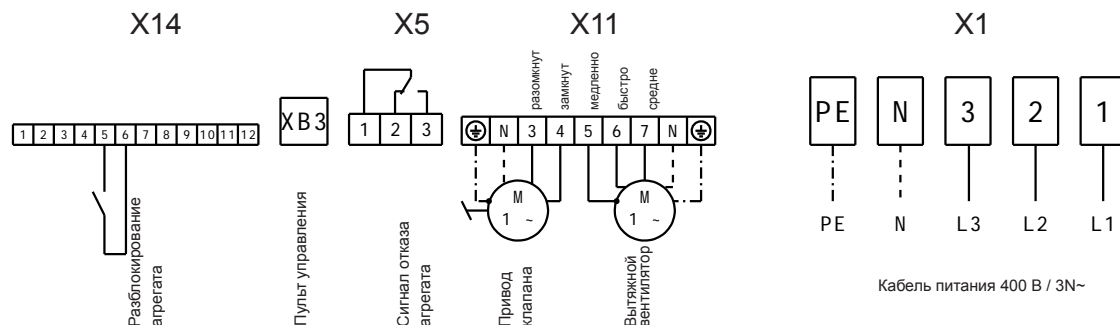 X14
X5
X11
X1
разомкнут
замкнут
медленно
быстро
средне
1 2 3 4 5 6 7 8 9 10 11 12
XB3
1 2 3
N 3 4 5 6 7 N
PE N 3 2 1
M
1 ~
M
1 ~
PE N L3 L2 L1
Разблокирование
агрегата
Пульт управления
Сигнал отказа
агрегата
Привод
клапана
Вытяжной
вентилятор
Кабель питания 400 В / 3N~